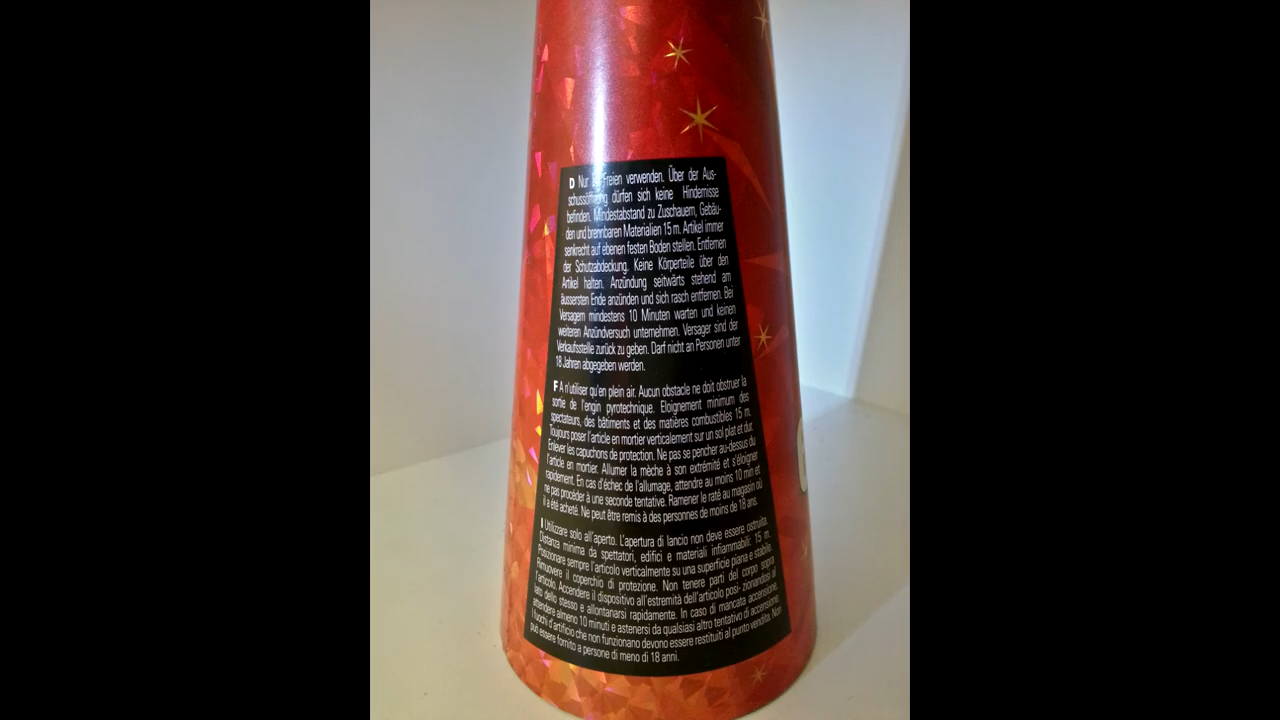 D Nur Freien verwenden. Über der Aus-
schussöffnung dürfen sich keine Hindernisse
befinden. Mindestabstand zu Zuschauern, Gebäu-
den und brennbaren Materialien 15 m. Artikel immer
senkrecht auf ebenen festen Boden stellen. Entfernen
der Schutzabdeckung. Keine Körperteile über den
Artikel halten. Anzündung seitwärts stehend am
äussersten Ende anzünden und sich rasch entfernen. Bei
Versagern mindestens 10 Minuten warten und keinen
weiteren Anzündversuch unternehmen. Versager sind der
Verkaufsstelle zurück zu geben. Darf nicht an Personen unter
18 Jahren abgegeben werden.
F A n'utiliser qu'en plein air. Aucun obstacle ne doit obstruer la
sortie de l'engin pyrotechnique. Eloignement minimum des
spectateurs, des bâtiments et des matières combustibles 15 m.
Toujours poser l'article en mortier verticalement sur un sol plat et dur.
Enlever les capuchons de protection. Ne pas se pencher au-dessus du
l'article en mortier. Allumer la mèche à son extrémité et s'éloigner
rapidement. En cas d'échec de l'allumage, attendre au moins 10 min et
ne pas procéder à une seconde tentative. Ramener le raté au magasin où
il a été acheté. Ne peut être remis à des personnes de moins de 18 ans.
I Utilizzare solo all'aperto. L'apertura di lancio non deve essere ostruita.
Distanza minima da spettatori, edifici e materiali infiammabili: 15 m.
Posizionare sempre l'articolo verticalmente su una superficie piana e stabile.
Rimuovere il coperchio di protezione. Non tenere parti del corpo sopra
l'articolo. Accendere il dispositivo all'estremità dell'articolo posi- zionandosi al
lato dello stesso e allontanarsi rapidamente. In caso di mancata accensione,
attendere almeno 10 minuti e astenersi da qualsiasi altro tentativo di accensione.
I fuochi d'artificio che non funzionano devono essere restituiti al punto vendita. Non
può essere fornito a persone di meno di 18 anni.